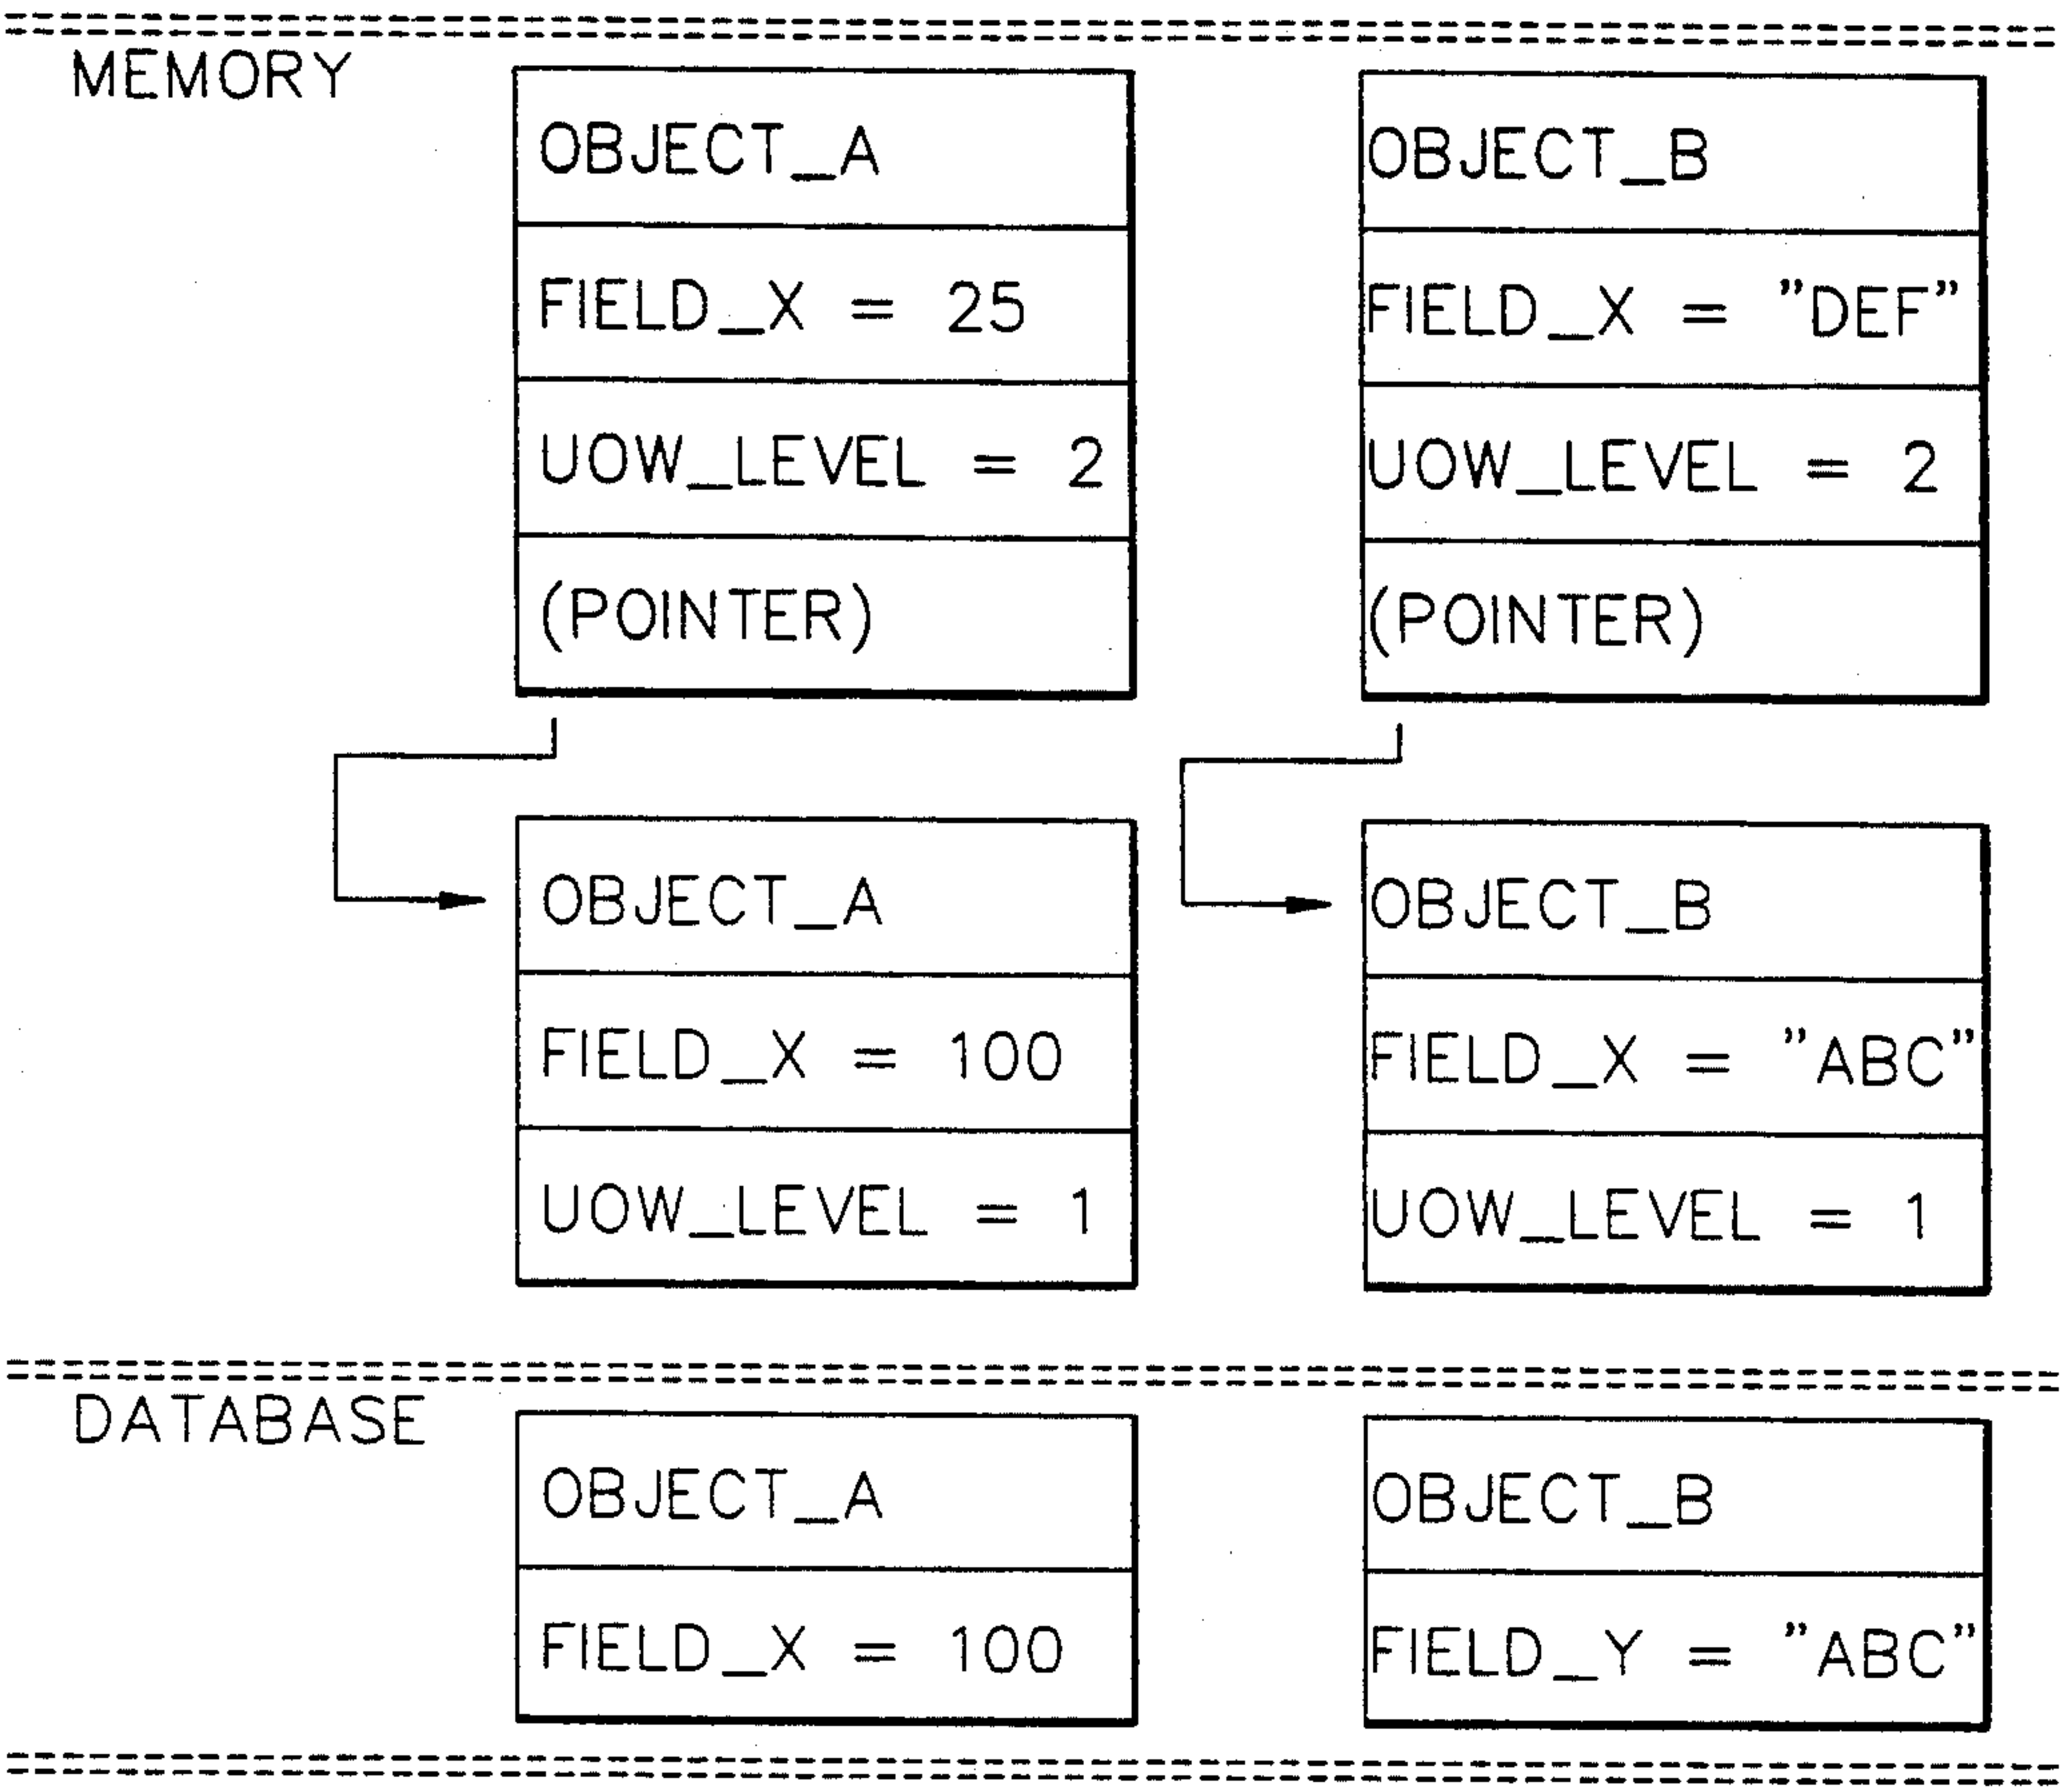 MEMORY
OBJECT_A
FIELD_X = 25
UOW_LEVEL = 2
(POINTER)
OBJECT_B
FIELD_X = "DEF"
UOW_LEVEL = 2
(POINTER)
OBJECT_A
FIELD_X = 100
UOW_LEVEL = 1
OBJECT_B
FIELD_X = "ABC"
UOW_LEVEL = 1
DATABASE
OBJECT_A
FIELD_X = 100
OBJECT_B
FIELD_Y = "ABC"